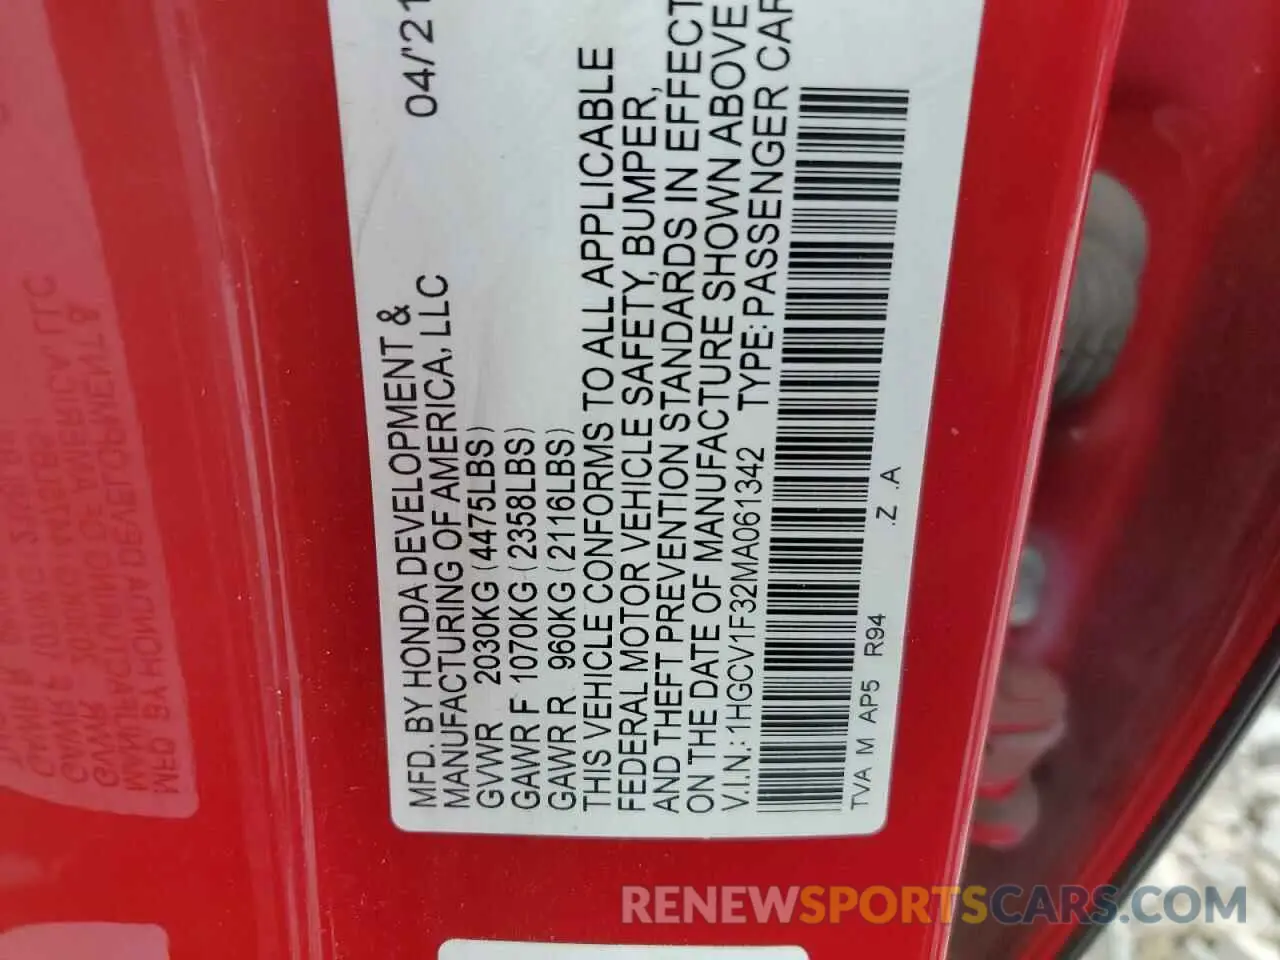 MFD. BY HONDA DEVELOPMENT &
MANUFACTURING OF AMERICA, LLC
04/'21
GVWR 2030KG (4475LBS)
GAWR F 1070KG (2358LBS)
GAWR R 960KG (2116LBS)
THIS VEHICLE CONFORMS TO ALL APPLICABLE
FEDERAL MOTOR VEHICLE SAFETY, BUMPER,
AND THEFT PREVENTION STANDARDS IN EFFECT
ON THE DATE OF MANUFACTURE SHOWN ABOVE.
V.I.N.: 1HGCV1F32MA061342 TYPE: PASSENGER CAR
TVA M AP5 R94 .Z .A
RENEWSPORTSCARS.COM